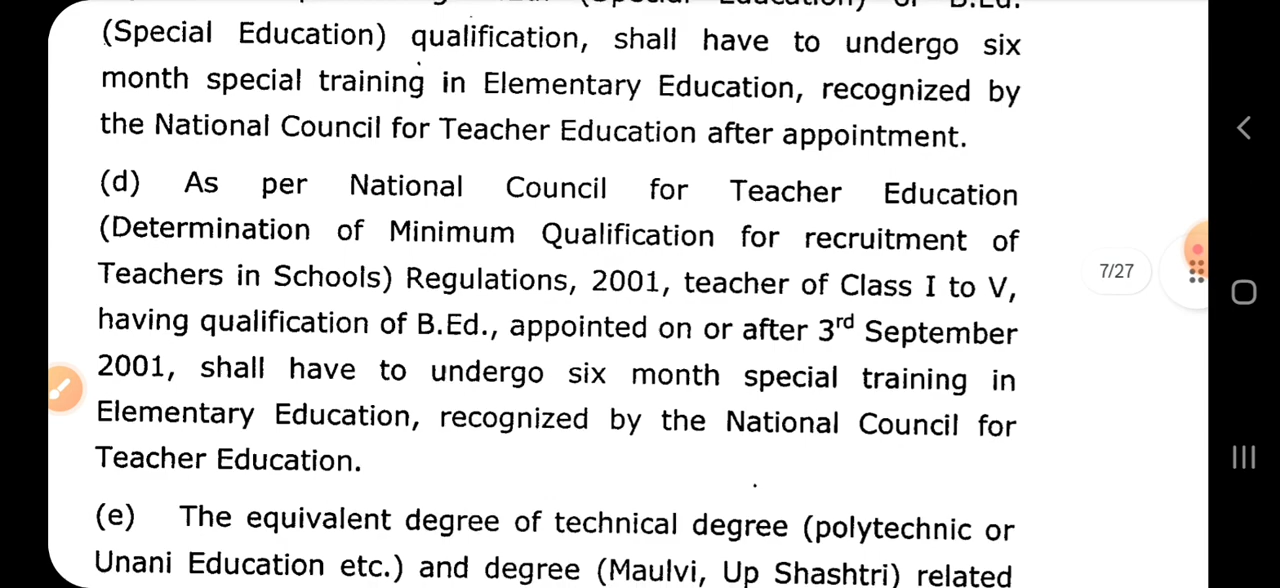 (Special Education) qualification, shall have to undergo six
month special training in Elementary Education, recognized by
the National Council for Teacher Education after appointment.
(d) As per National Council for Teacher Education
(Determination of Minimum Qualification for recruitment of
Teachers in Schools) Regulations, 2001, teacher of Class I to V,
having qualification of B.Ed., appointed on or after 3rd September
2001, shall have to undergo six month special training in
Elementary Education, recognized by the National Council for
Teacher Education.
(e) The equivalent degree of technical degree (polytechnic or
Unani Education etc.) and degree (Maulvi, Up Shashtri) related
7/27